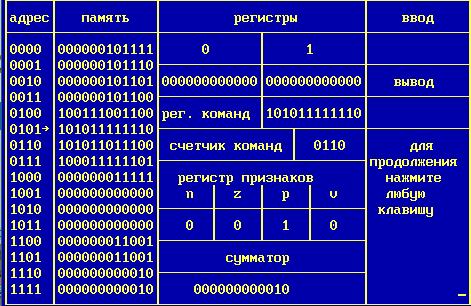 адрес память регистры ввод
0000 000000101111 0 1
0001 000000101110
0010 000000101101 000000000000 000000000000 вывод
0011 000000101100
0100 100111001100 рег. команд 101011111110
0101→ 101011111110
0110 101011011100 счетчик команд 0110 для
0111 100011111101 продолжения
1000 000000011111 регистр признаков нажмите
1001 000000000000 n z p v любую
1010 000000000000 клавишу
1011 000000000000 0 0 1 0
1100 000000011001
1101 000000011001 сумматор
1110 000000000010
1111 000000000010 000000000010 _